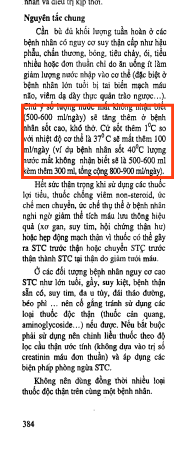 nhân và điều trị kịp thời.
Nguyên tắc chung
Cần bù đủ khối lượng tuần hoàn ở các
bệnh nhân có nguy cơ suy thận cấp như hậu
phẫu, chấn thương, bỏng, tiêu chảy, ói, tiểu
nhiều hoặc đơn thuần chỉ do ăn uống ít làm
giảm lượng nước nhập vào cơ thể (đặc biệt ở
bệnh nhân lớn tuổi bị tai biến mạch máu
não, viêm dạ dày thực quản trào ngược...).
Chú ý số lượng nước mất không nhận biết
(500-600 ml/ngày) sẽ tăng thêm ở bệnh
nhân sốt cao, khó thở. Cứ sốt thêm 1⁰C so
với nhiệt độ cơ thể là 37⁰C sẽ mất thêm 100
ml/ngày (ví dụ bệnh nhân sốt 40⁰C lượng
nước mất không nhận biết sẽ là 500-600 ml
kèm thêm 300 ml, tổng cộng 800-900 ml/ngày).
Hết sức thận trọng khi sử dụng các thuốc
lợi tiểu, thuốc chống viêm non-steroid, ức
chế men chuyển, ức chế thụ thể ở bệnh nhân
nghi ngờ giảm thể tích máu lưu thông hiệu
quả (xơ gan, suy tim, hội chứng thận hư)
hoặc hẹp động mạch thận vì thuốc có thể gây
ra STC trước thận hoặc chuyển STC trước
thận thành STC tại thận do giảm tưới máu.
Ở các đối tượng bệnh nhân nguy cơ cao
STC như lớn tuổi, gầy, suy kiệt, bệnh thận
sẵn có, suy tim, đa u tủy, đái tháo đường,
béo phì ... nên cố gắng tránh sử dụng các
loại thuốc độc thận (thuốc cản quang,
aminoglycoside...) nếu được. Nếu bắt buộc
phải sử dụng nên chỉnh liều thuốc theo độ
lọc cầu thận ước tính (không dựa vào trị số
creatinin máu đơn thuần) và áp dụng các
biện pháp phòng ngừa STC.
Không nên dùng đồng thời nhiều loại
thuốc độc thận trên cùng một bệnh nhân.
384